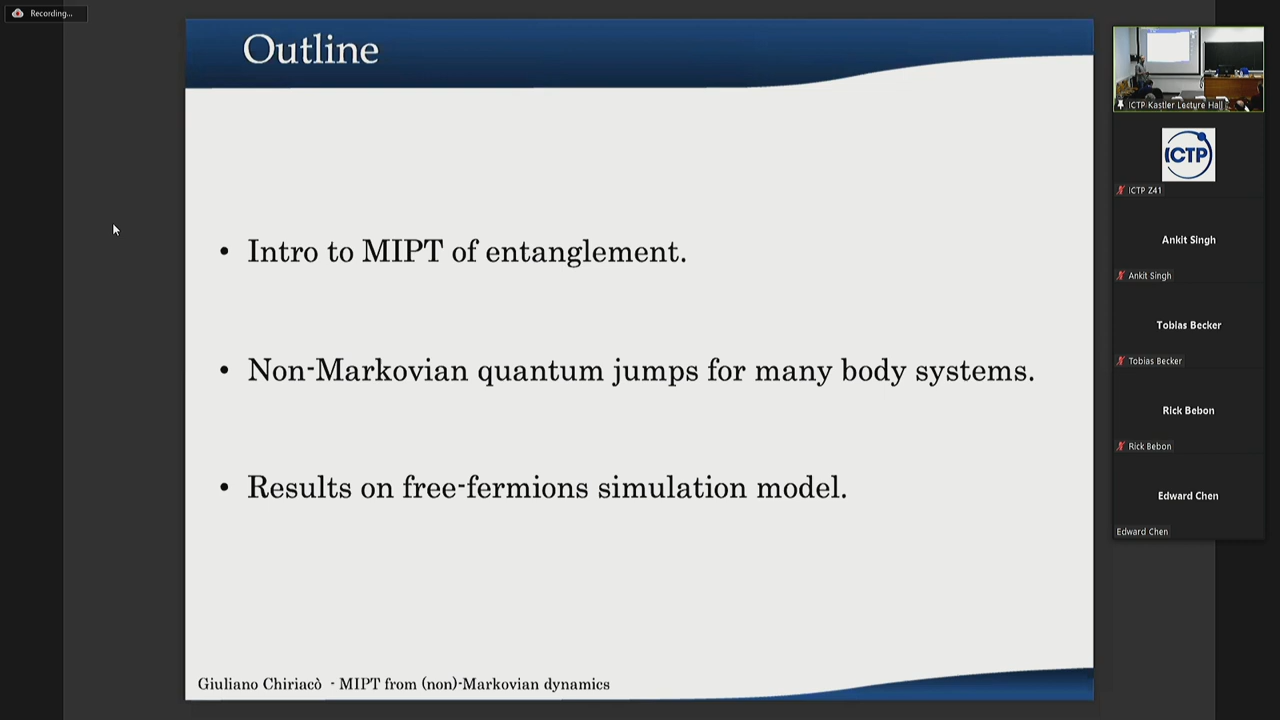 Recording...
Outline
• Intro to MIPT of entanglement.
• Non-Markovian quantum jumps for many body systems.
• Results on free-fermions simulation model.
Giuliano Chiriacò - MIPT from (non)-Markovian dynamics
ICTP Kastler Lecture Hall
ICTP
ICTP Z41
Ankit Singh
Ankit Singh
Tobias Becker
Tobias Becker
Rick Bebon
Rick Bebon
Edward Chen
Edward Chen